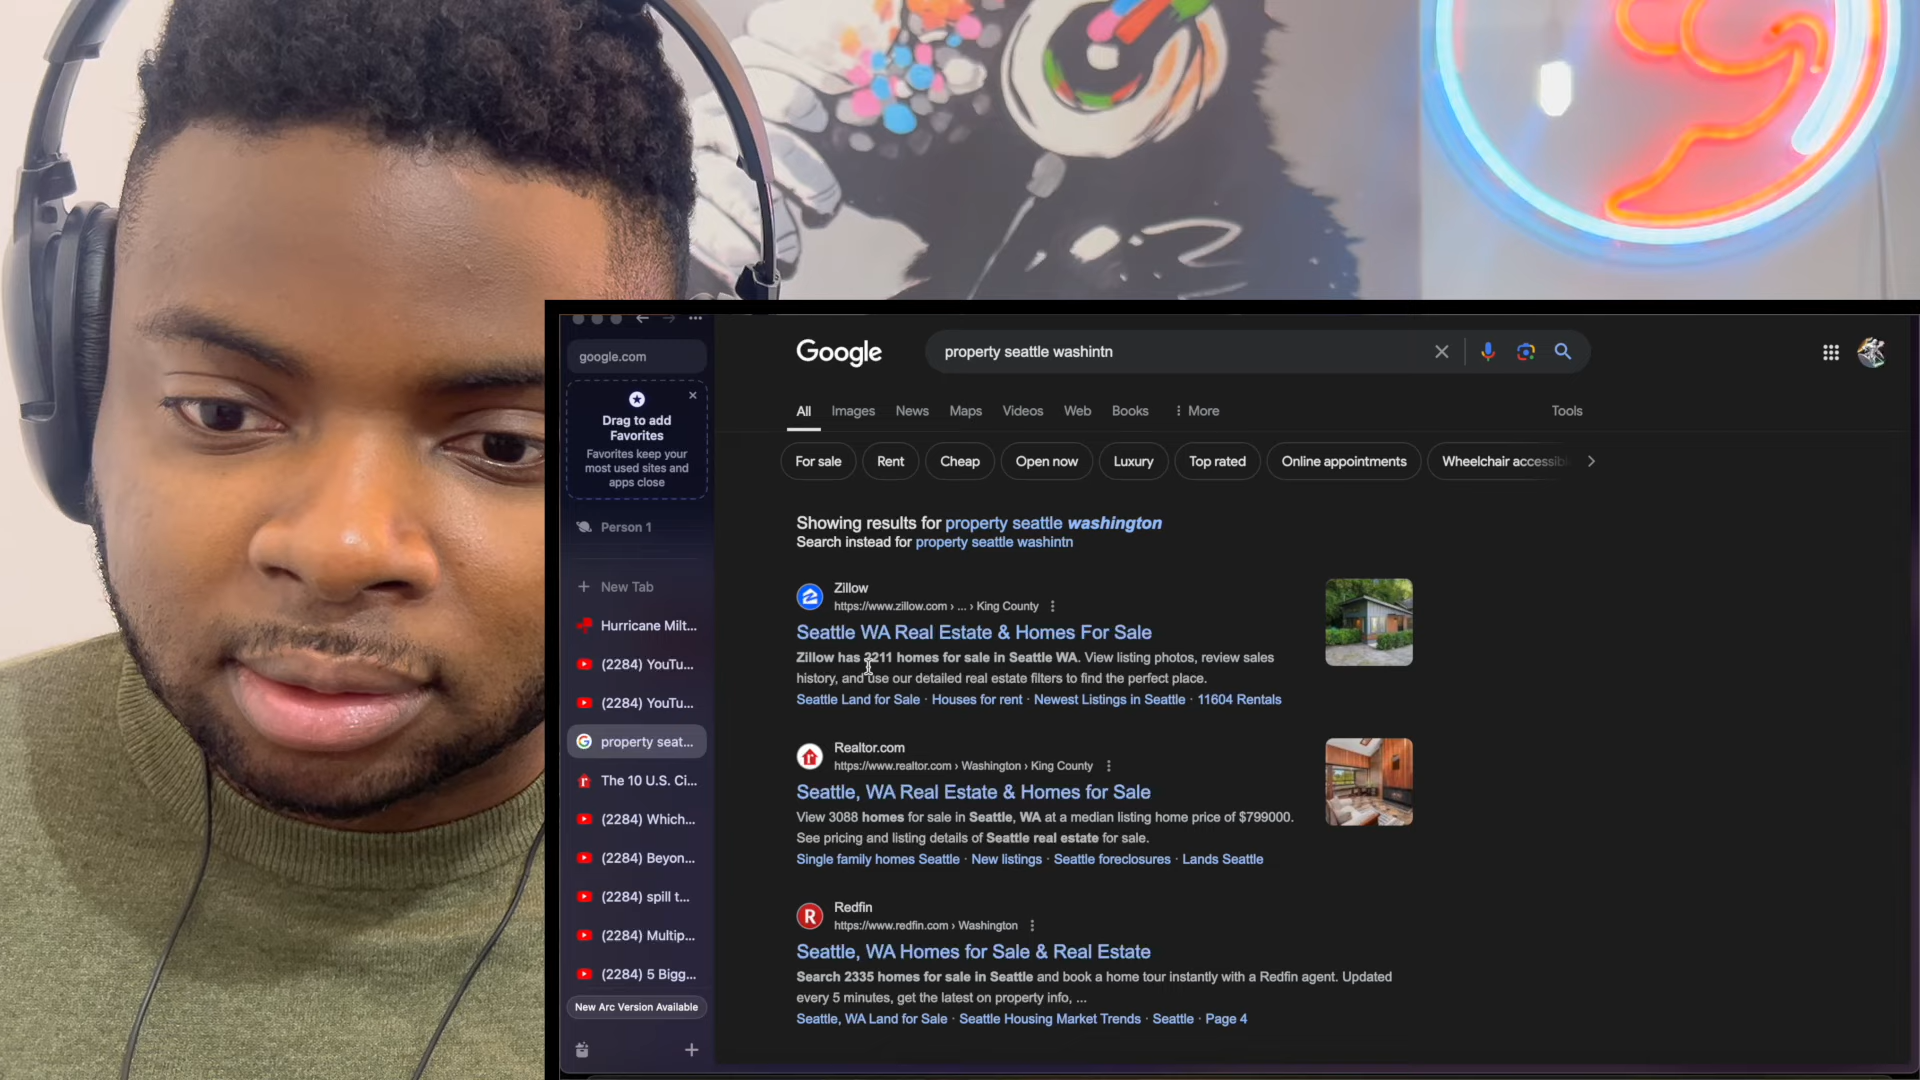 google.com
Drag to add
Favorites
Favorites keep your
most used sites and
apps close
Person 1
New Tab
Hurricane Milt...
(2284) YouTu...
(2284) YouTu...
property seat...
The 10 U.S. Ci...
(2284) Which...
(2284) Beyon...
(2284) spill t...
(2284) Multip...
(2284) 5 Bigg...
New Arc Version Available
Google
property seattle washintn
All Images News Maps Videos Web Books More Tools
For sale Rent Cheap Open now Luxury Top rated Online appointments Wheelchair accessib
Showing results for property seattle washington
Search instead for property seattle washintn
Zillow
https://www.zillow.com › ... › King County
Seattle WA Real Estate & Homes For Sale
Zillow has 2211 homes for sale in Seattle WA. View listing photos, review sales
history, and use our detailed real estate filters to find the perfect place.
Seattle Land for Sale · Houses for rent · Newest Listings in Seattle · 11604 Rentals
Realtor.com
https://www.realtor.com › Washington › King County
Seattle, WA Real Estate & Homes for Sale
View 3088 homes for sale in Seattle, WA at a median listing home price of $799000.
See pricing and listing details of Seattle real estate for sale.
Single family homes Seattle · New listings · Seattle foreclosures · Lands Seattle
Redfin
https://www.redfin.com › Washington
Seattle, WA Homes for Sale & Real Estate
Search 2335 homes for sale in Seattle and book a home tour instantly with a Redfin agent. Updated
every 5 minutes, get the latest on property info, ...
Seattle, WA Land for Sale · Seattle Housing Market Trends · Seattle · Page 4